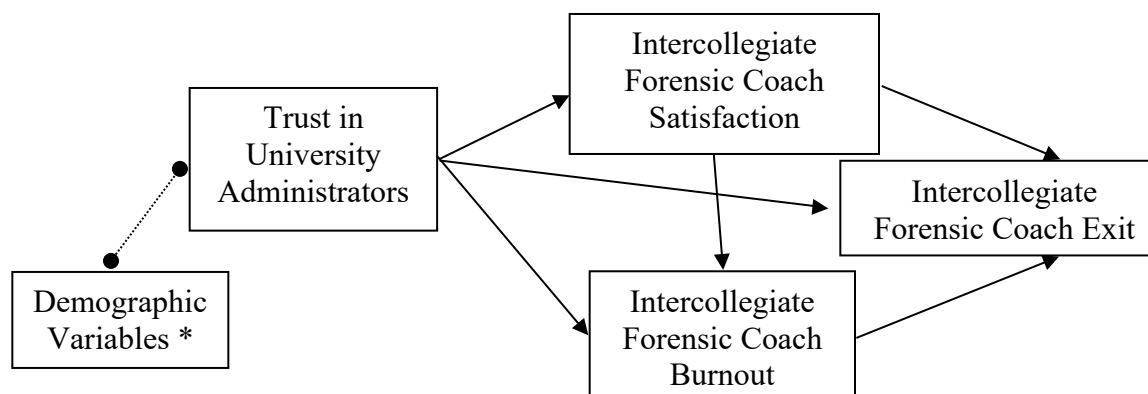 Intercollegiate
Forensic Coach
Satisfaction
Trust in
University
Administrators
Intercollegiate
Forensic Coach Exit
Demographic
Variables *
Intercollegiate
Forensic Coach
Burnout